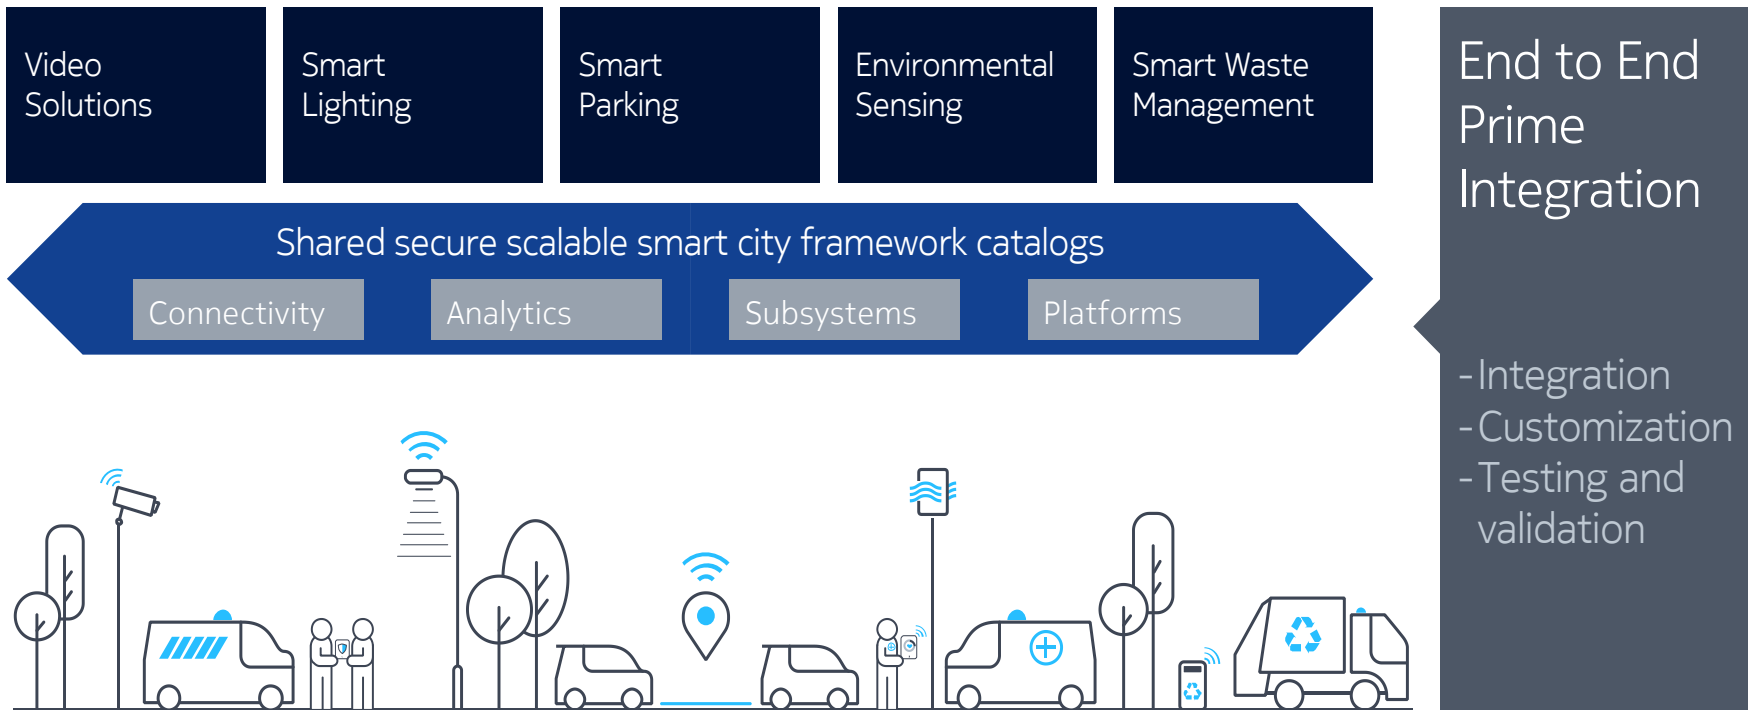 Video
Solutions
Smart
Lighting
Smart
Parking
Environmental
Sensing
Smart Waste
Management
Shared secure scalable smart city framework catalogs
Connectivity
Analytics
Subsystems
Platforms
End to End
Prime
Integration
-Integration
-Customization
-Testing and
validation